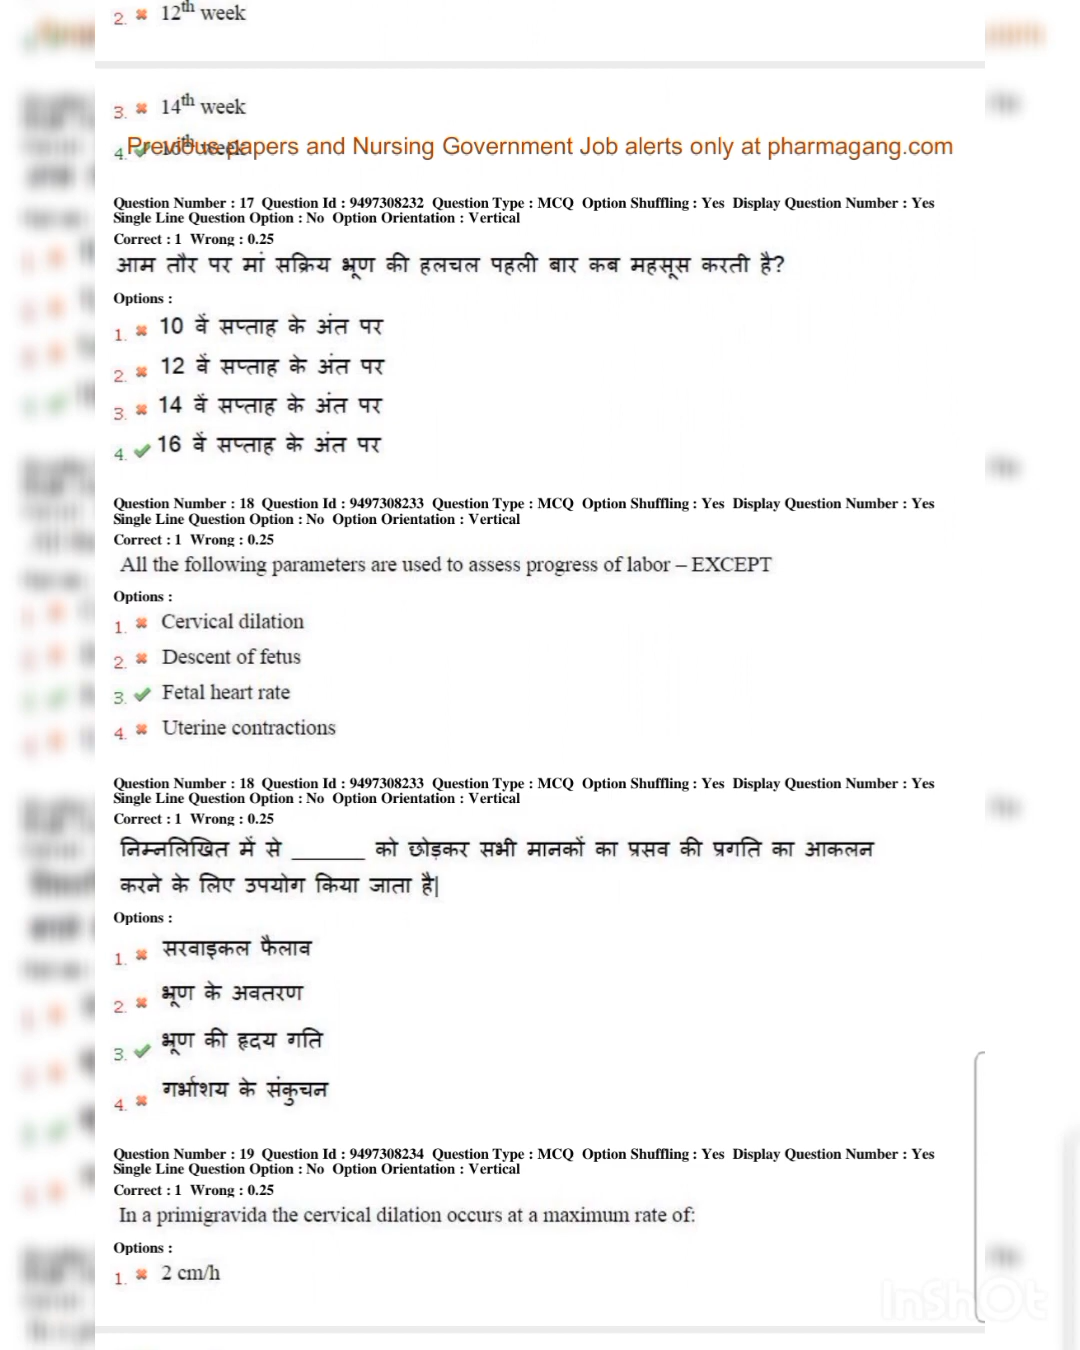 2. 12th week
3. 14th week
4. 16th week
Previous papers and Nursing Government Job alerts only at pharmagang.com
Question Number : 17 Question Id : 9497308232 Question Type : MCQ Option Shuffling : Yes Display Question Number : Yes
Single Line Question Option : No Option Orientation : Vertical
Correct : 1 Wrong : 0.25
आम तौर पर मां सक्रिय भ्रूण की हलचल पहली बार कब महसूस करती है?
Options :
1. 10 वें सप्ताह के अंत पर
2. 12 वें सप्ताह के अंत पर
3. 14 वें सप्ताह के अंत पर
4. 16 वें सप्ताह के अंत पर
Question Number : 18 Question Id : 9497308233 Question Type : MCQ Option Shuffling : Yes Display Question Number : Yes
Single Line Question Option : No Option Orientation : Vertical
Correct : 1 Wrong : 0.25
All the following parameters are used to assess progress of labor – EXCEPT
Options :
1. Cervical dilation
2. Descent of fetus
3. Fetal heart rate
4. Uterine contractions
Question Number : 18 Question Id : 9497308233 Question Type : MCQ Option Shuffling : Yes Display Question Number : Yes
Single Line Question Option : No Option Orientation : Vertical
Correct : 1 Wrong : 0.25
निम्नलिखित में से _______ को छोड़कर सभी मानकों का प्रसव की प्रगति का आकलन
करने के लिए उपयोग किया जाता है|
Options :
1. सरवाइकल फैलाव
2. भ्रूण के अवतरण
3. भ्रूण की हृदय गति
4. गर्भाशय के संकुचन
Question Number : 19 Question Id : 9497308234 Question Type : MCQ Option Shuffling : Yes Display Question Number : Yes
Single Line Question Option : No Option Orientation : Vertical
Correct : 1 Wrong : 0.25
In a primigravida the cervical dilation occurs at a maximum rate of:
Options :
1. 2 cm/h
InShOt